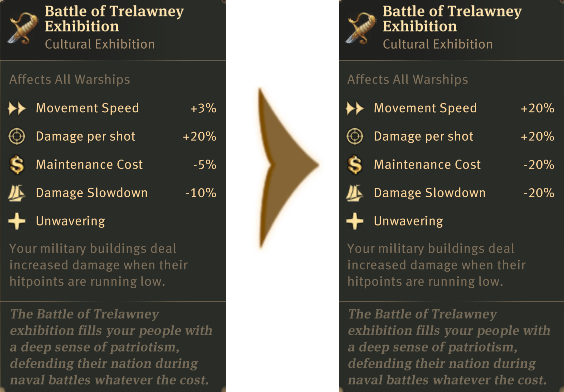 Battle of Trelawney
Exhibition
Cultural Exhibition
Affects All Warships
Movement Speed +3%
Damage per shot +20%
Maintenance Cost -5%
Damage Slowdown -10%
Unwavering
Your military buildings deal
increased damage when their
hitpoints are running low.
The Battle of Trelawney
exhibition fills your people with
a deep sense of patriotism,
defending their nation during
naval battles whatever the cost.
Battle of Trelawney
Exhibition
Cultural Exhibition
Affects All Warships
Movement Speed +20%
Damage per shot +20%
Maintenance Cost -20%
Damage Slowdown -20%
Unwavering
Your military buildings deal
increased damage when their
hitpoints are running low.
The Battle of Trelawney
exhibition fills your people with
a deep sense of patriotism,
defending their nation during
naval battles whatever the cost.